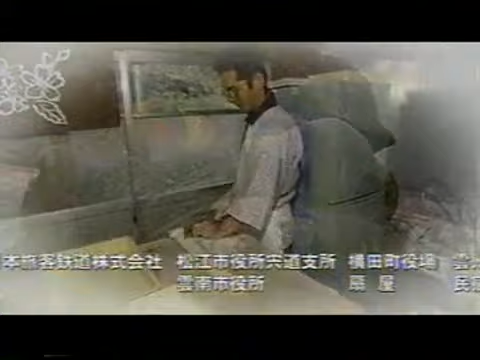 本旅客鉄道株式会社 松江市役所宍道支所 横田町役場
雲南市役所 扇屋